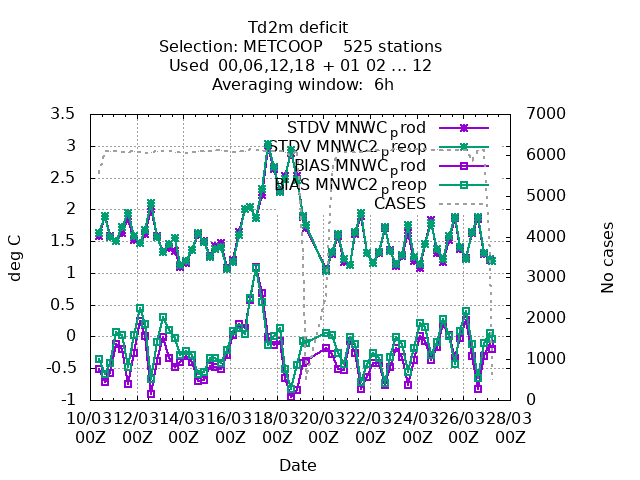 Td2m deficit
Selection: METCOOP 525 stations
Used 00,06,12,18 + 01 02 ... 12
Averaging window: 6h
3.5
3
2.5
2
1.5
1
0.5
0
-0.5
-1
7000
6000
5000
4000
3000
2000
1000
0
STDV MNWC_prod
STDV MNWC2_preop
BIAS MNWC_prod
BIAS MNWC2_preop
CASES
deg C
No cases
10/03 12/03 14/03 16/03 18/03 20/03 22/03 24/03 26/03 28/03
00Z 00Z 00Z 00Z 00Z 00Z 00Z 00Z 00Z 00Z
Date